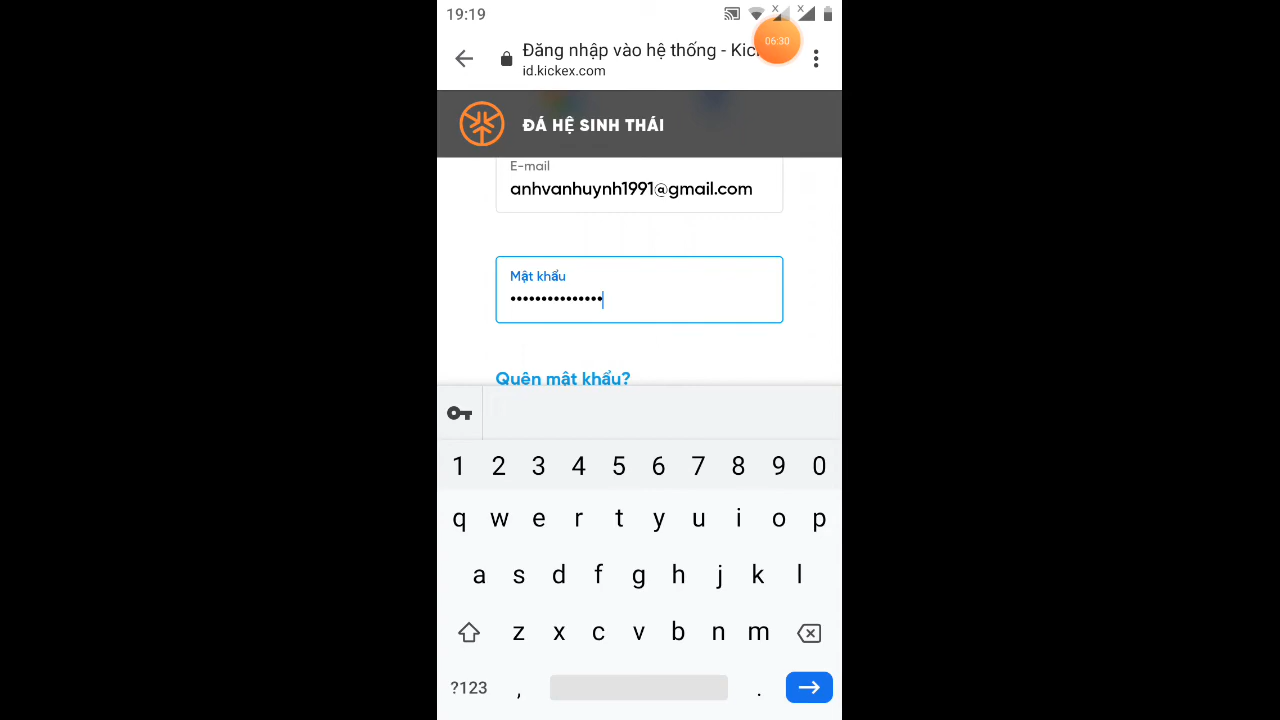 19:19
06:30
Đăng nhập vào hệ thống - Kic
id.kickex.com
ĐÁ HỆ SINH THÁI
E-mail
anhvanhuynh1991@gmail.com
Mật khẩu
•••••••••••••••
Quên mật khẩu?
1 2 3 4 5 6 7 8 9 0
q w e r t y u i o p
a s d f g h j k l
z x c v b n m
?123 , .